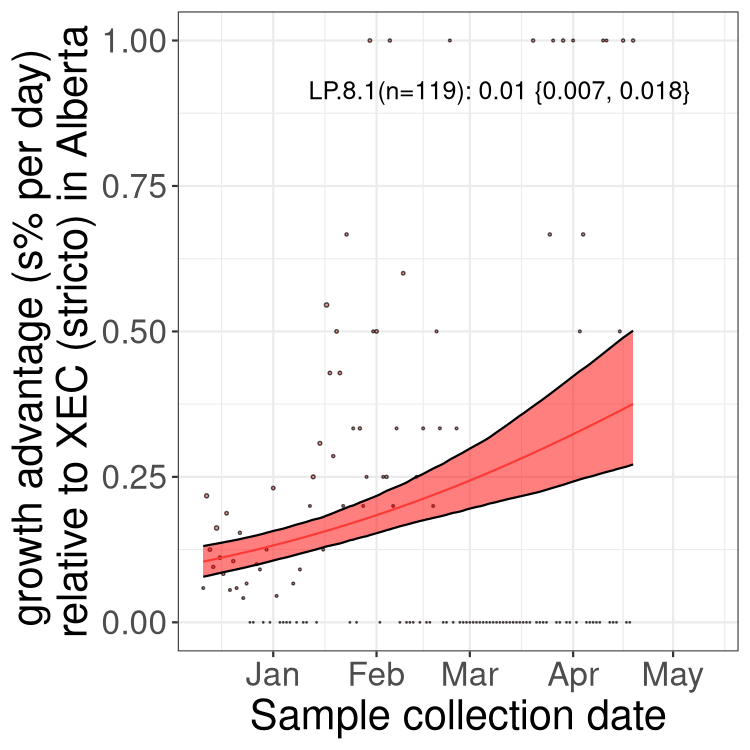 growth advantage (s% per day)
relative to XEC (stricto) in Alberta
1.00
0.75
0.50
0.25
0.00
LP.8.1(n=119): 0.01 {0.007, 0.018}
Jan Feb Mar Apr May
Sample collection date